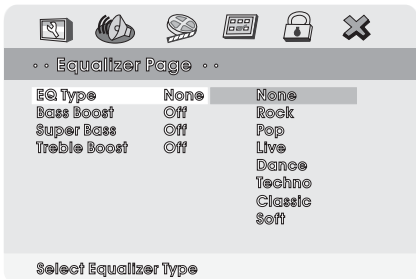 •• Equalizer Page ••
EQ Type None None
Bass Boost Off Rock
Super Bass Off Pop
Treble Boost Off Live
Dance
Techno
Classic
Soft
Select Equalizer Type